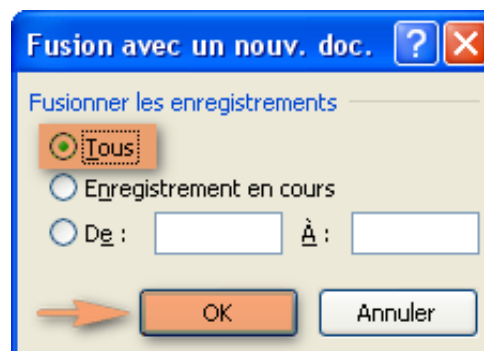 Fusion avec un nouv. doc. ?
Fusionner les enregistrements
Tous
Enregistrement en cours
De : À :
OK Annuler